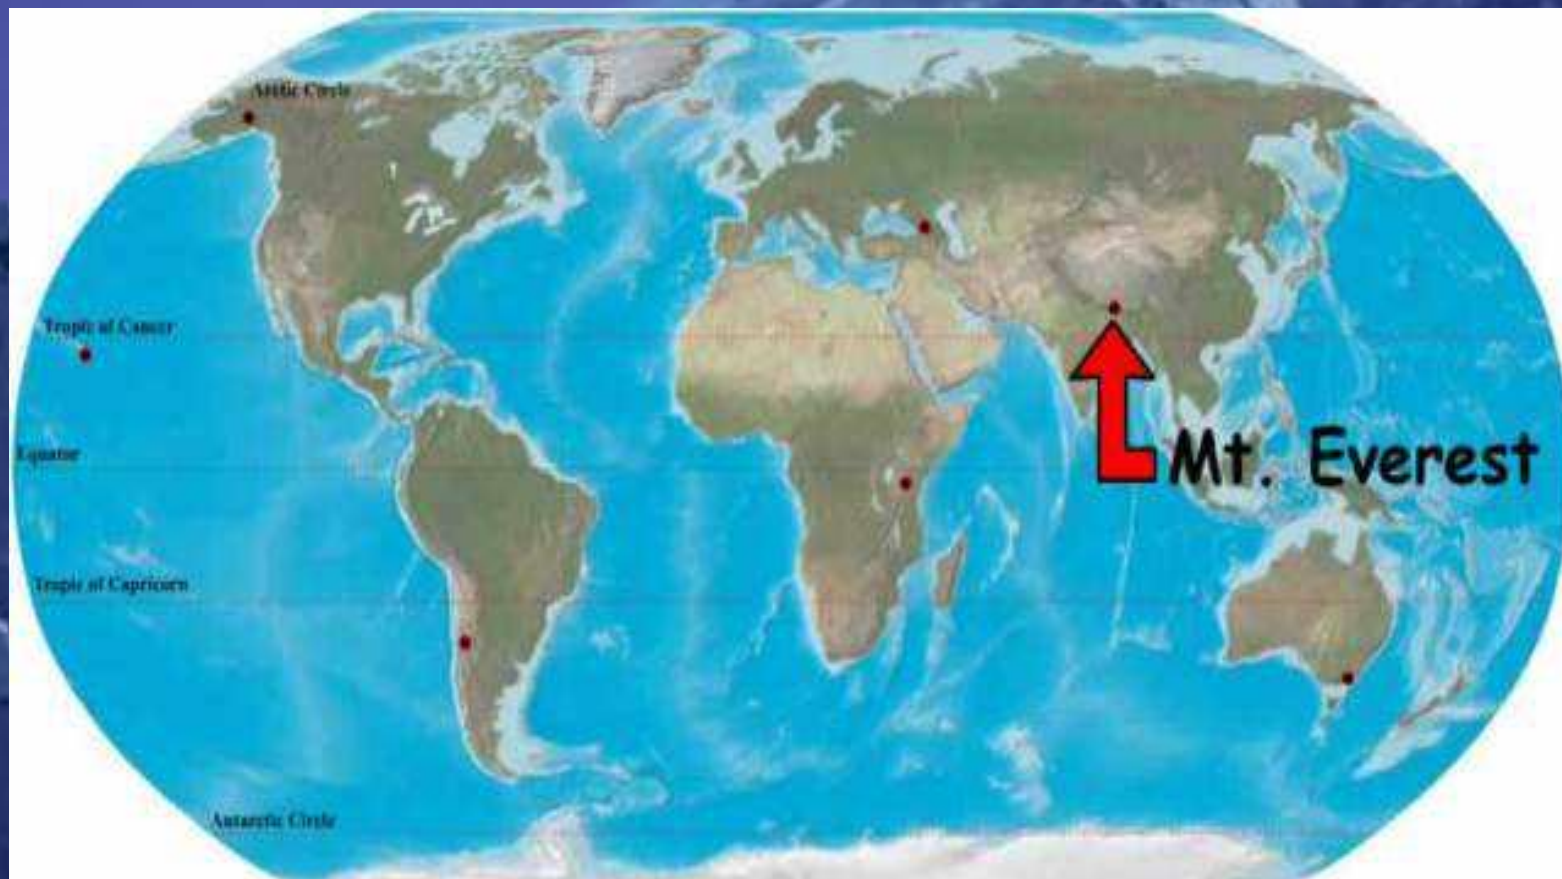 Arctic Circle
Tropic of Cancer
Equator
Mt. Everest
Tropic of Capricorn
Antarctic Circle